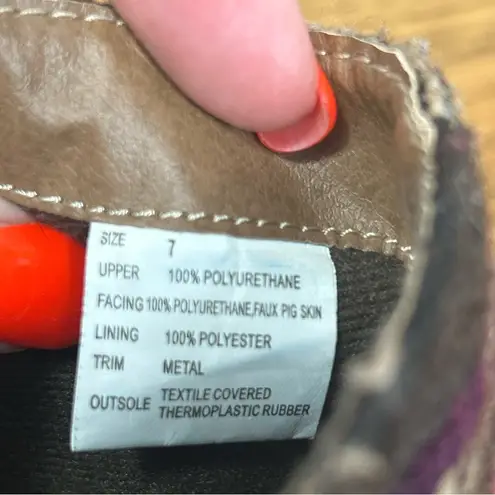 SIZE 7
UPPER 100% POLYURETHANE
FACING 100% POLYURETHANE,FAUX PIG SKIN
LINING 100% POLYESTER
TRIM METAL
OUTSOLE TEXTILE COVERED
THERMOPLASTIC RUBBER